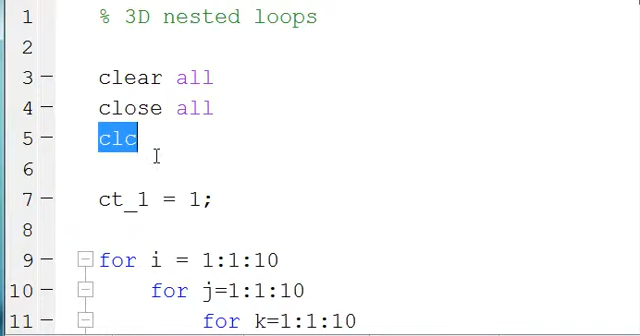 1 % 3D nested loops
2
3 clear all
4 close all
5 clc
6
7 ct_1 = 1;
8
9 for i = 1:1:10
10 for j=1:1:10
11 for k=1:1:10